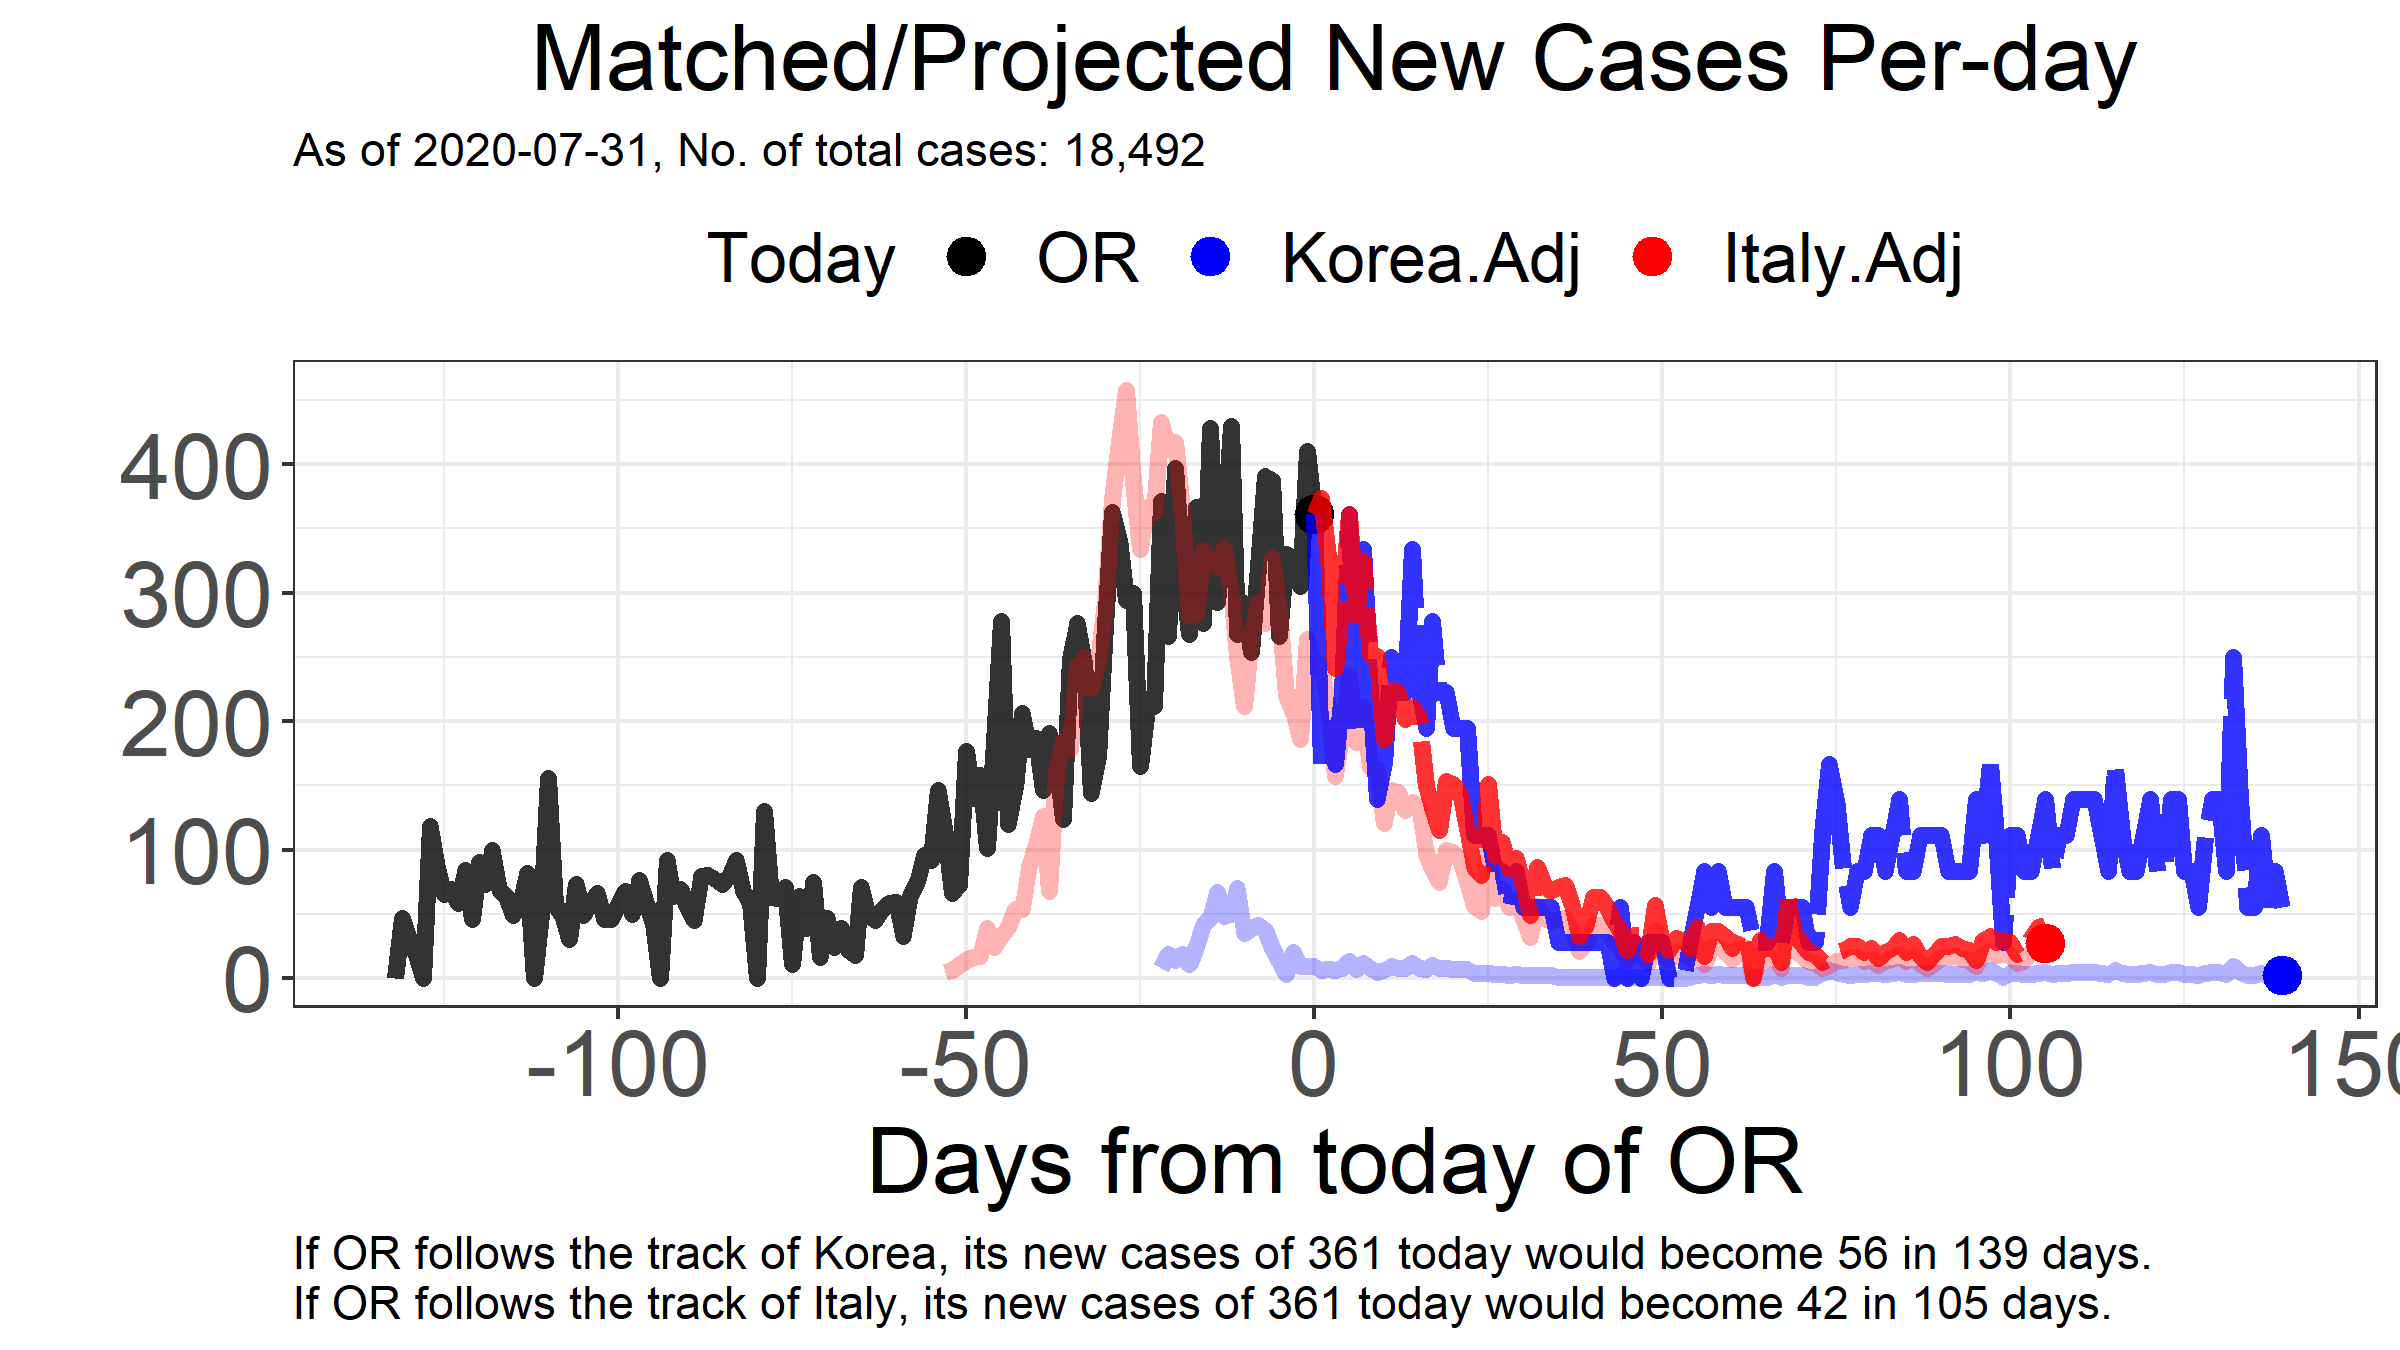 Matched/Projected New Cases Per-day
As of 2020-07-31, No. of total cases: 18,492
Today OR Korea.Adj Italy.Adj
400
300
200
100
0
-100 -50 0 50 100 150
Days from today of OR
If OR follows the track of Korea, its new cases of 361 today would become 56 in 139 days.
If OR follows the track of Italy, its new cases of 361 today would become 42 in 105 days.